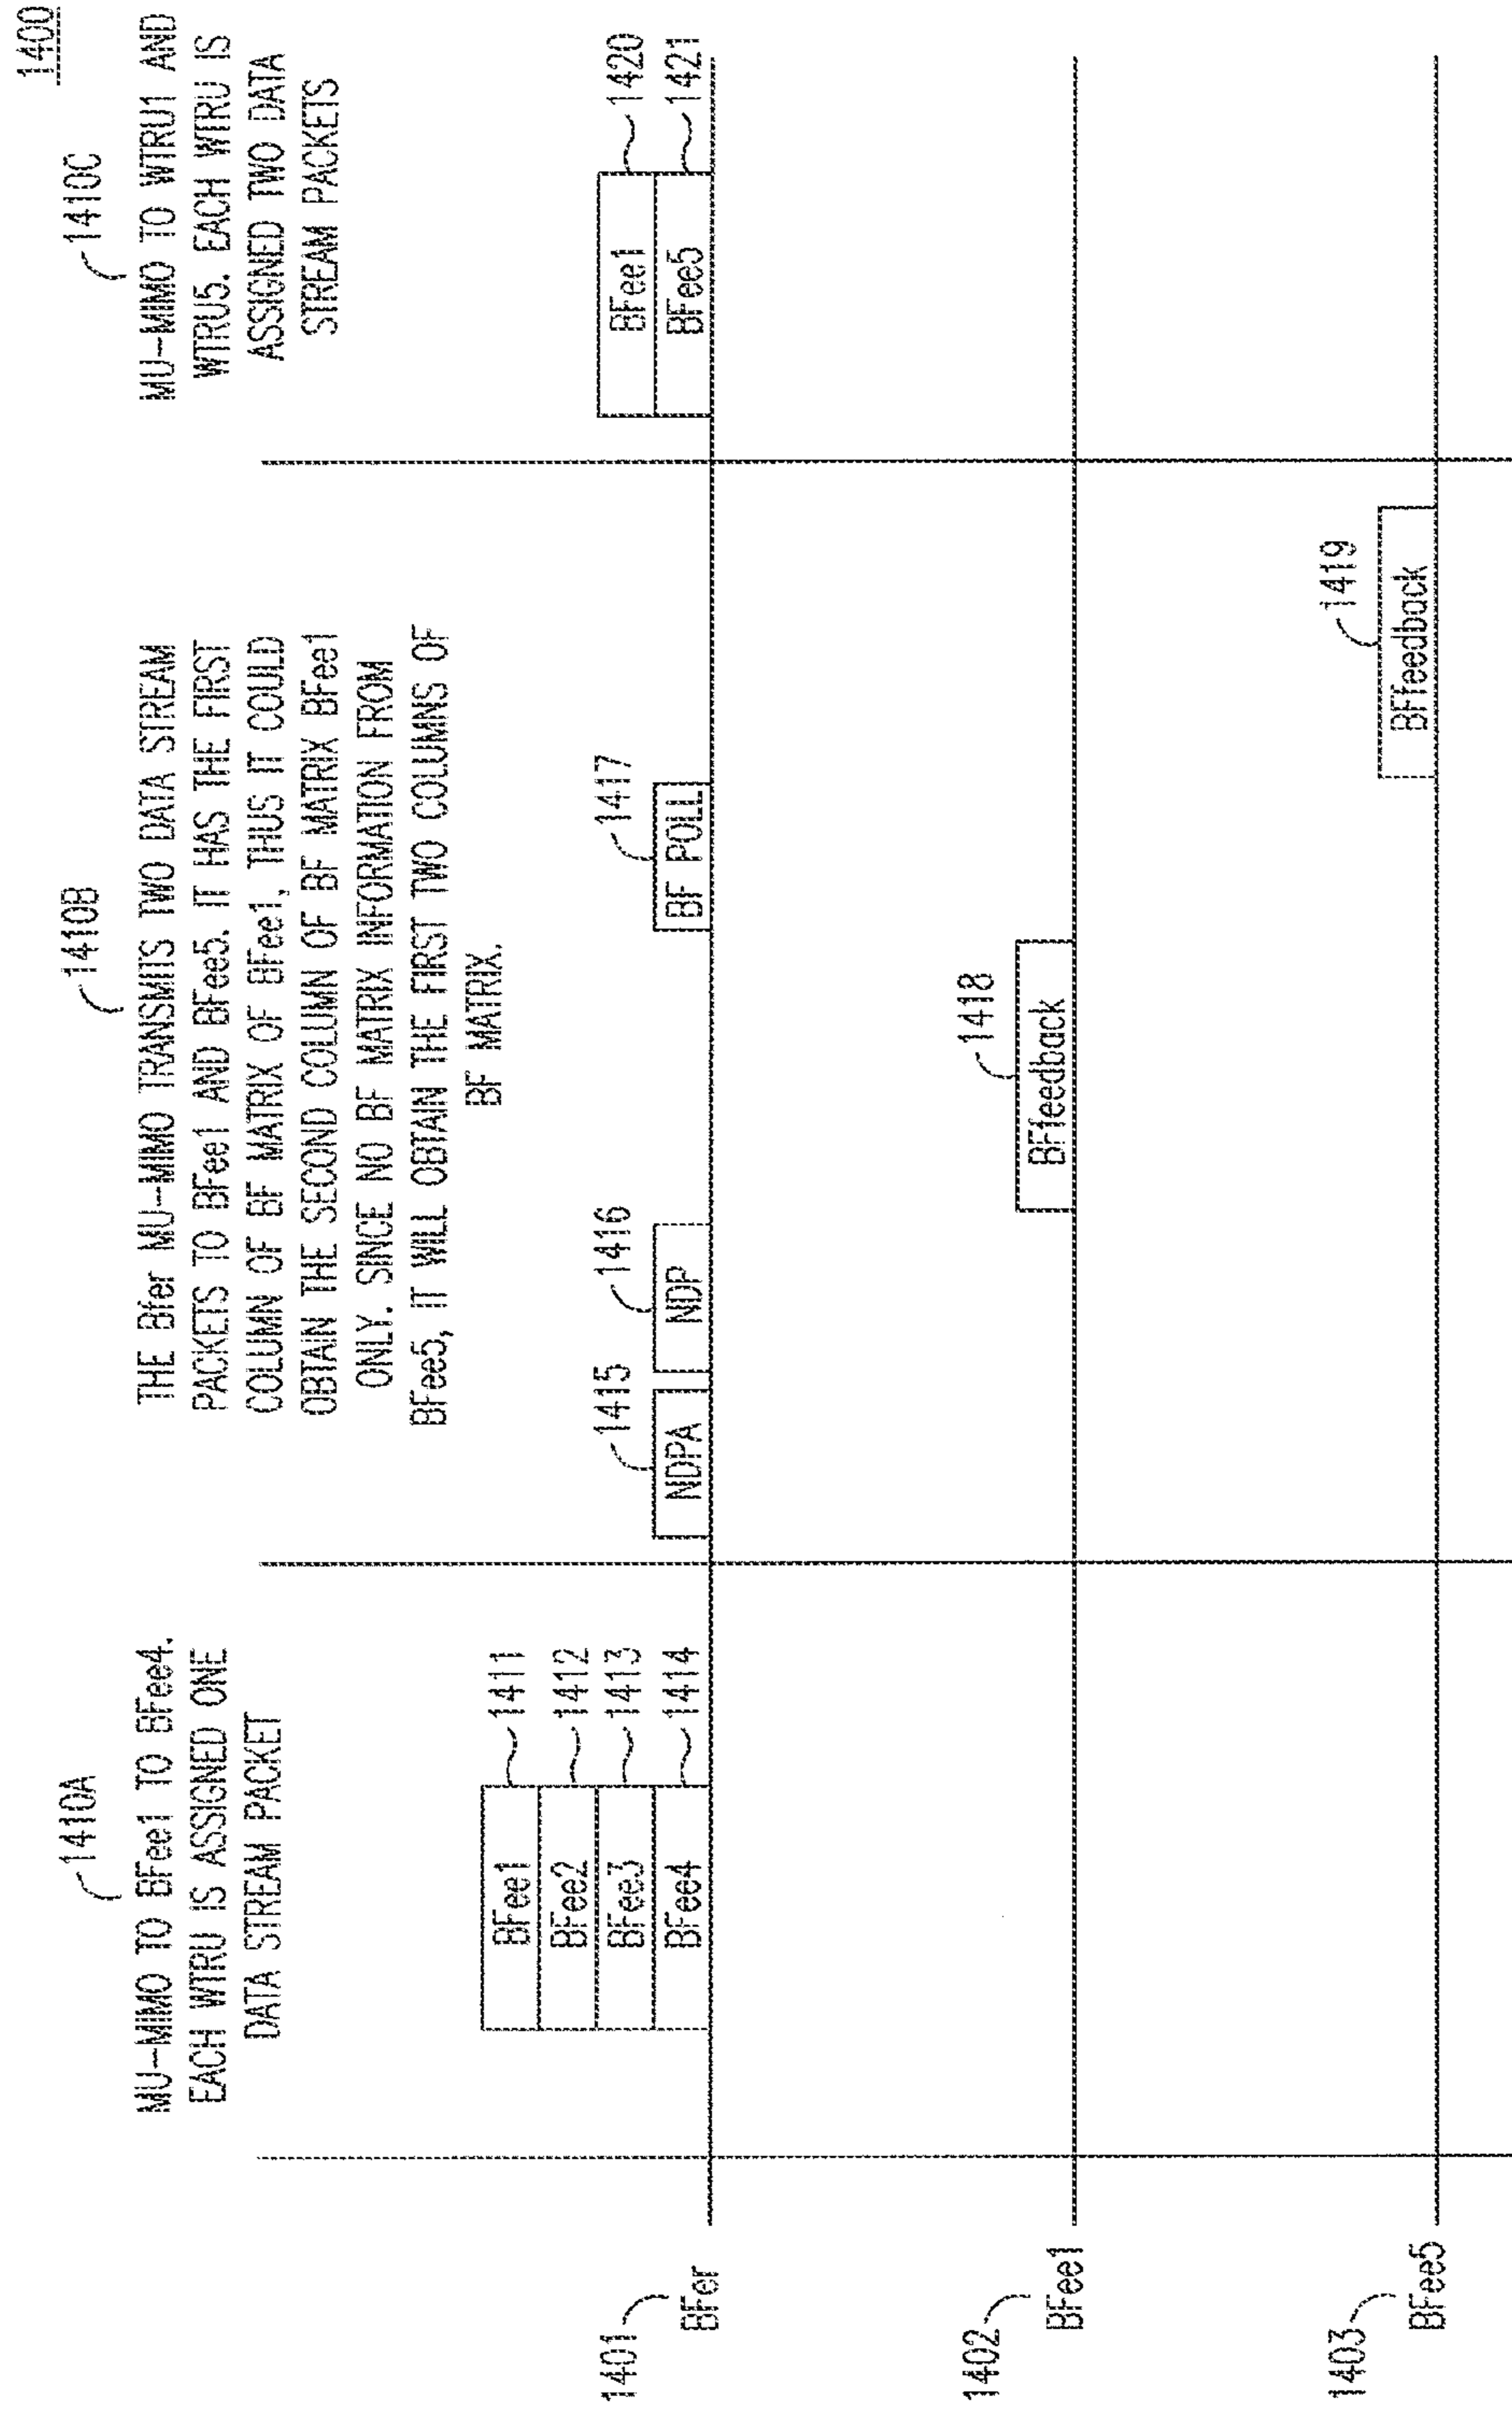 1400
1410A
MU-MIMO TO BFee1 TO BFee4.
EACH WTRU IS ASSIGNED ONE
DATA STREAM PACKET
1410B
THE Bfer MU-MIMO TRANSMITS TWO DATA STREAM
PACKETS TO BFee1 AND BFee5. IT HAS THE FIRST
COLUMN OF BF MATRIX OF BFee1, THUS IT COULD
OBTAIN THE SECOND COLUMN OF BF MATRIX BFee1
ONLY. SINCE NO BF MATRIX INFORMATION FROM
BFee5, IT WILL OBTAIN THE FIRST TWO COLUMNS OF
BF MATRIX.
1410C
MU-MIMO TO WTRU1 AND
WTRU5. EACH WTRU IS
ASSIGNED TWO DATA
STREAM PACKETS
1401
BFer
BFee1
1411
BFee2
1412
BFee3
1413
BFee4
1414
1415
NDPA
1416
NDP
1417
BF POLL
BFee1
1420
BFee5
1421
1402
BFee1
1418
BFfeedback
1403
BFee5
1419
BFfeedback